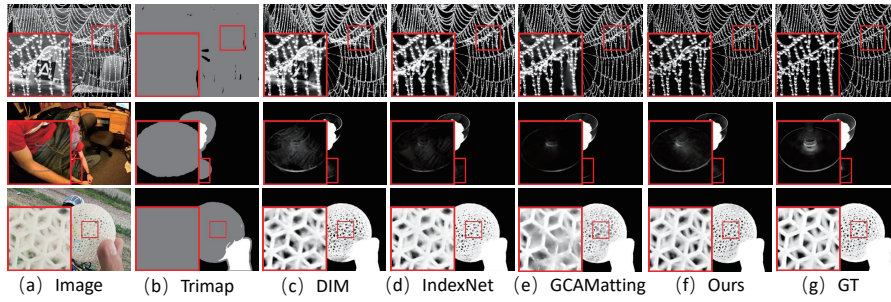 （a） Image （b） Trimap （c） DIM （d） IndexNet （e） GCAMatting （f） Ours （g） GT